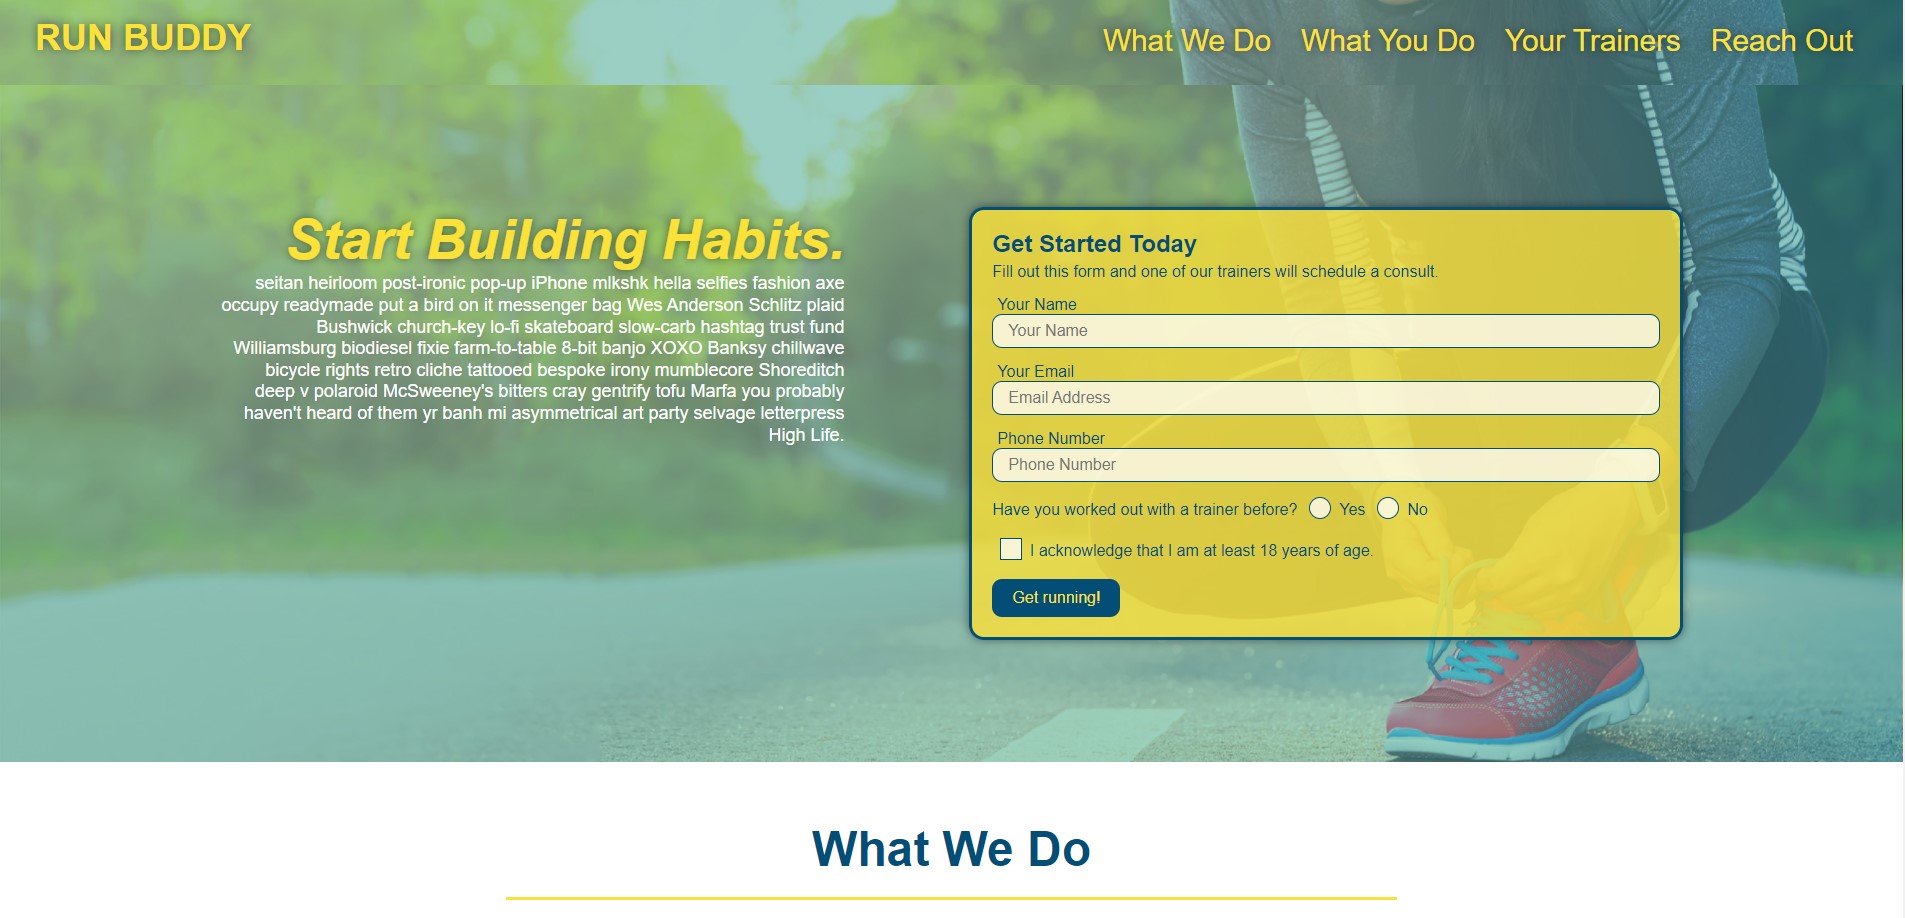 RUN BUDDY
What We Do What You Do Your Trainers Reach Out
Start Building Habits.
seitan heirloom post-ironic pop-up iPhone mlkshk hella selfies fashion axe
occupy readymade put a bird on it messenger bag Wes Anderson Schlitz plaid
Bushwick church-key lo-fi skateboard slow-carb hashtag trust fund
Williamsburg biodiesel fixie farm-to-table 8-bit banjo XOXO Banksy chillwave
bicycle rights retro cliche tattooed bespoke irony mumblecore Shoreditch
deep v polaroid McSweeney's bitters cray gentrify tofu Marfa you probably
haven't heard of them yr banh mi asymmetrical art party selvage letterpress
High Life.
Get Started Today
Fill out this form and one of our trainers will schedule a consult.
Your Name
Your Name
Your Email
Email Address
Phone Number
Phone Number
Have you worked out with a trainer before? Yes No
I acknowledge that I am at least 18 years of age.
Get running!
What We Do